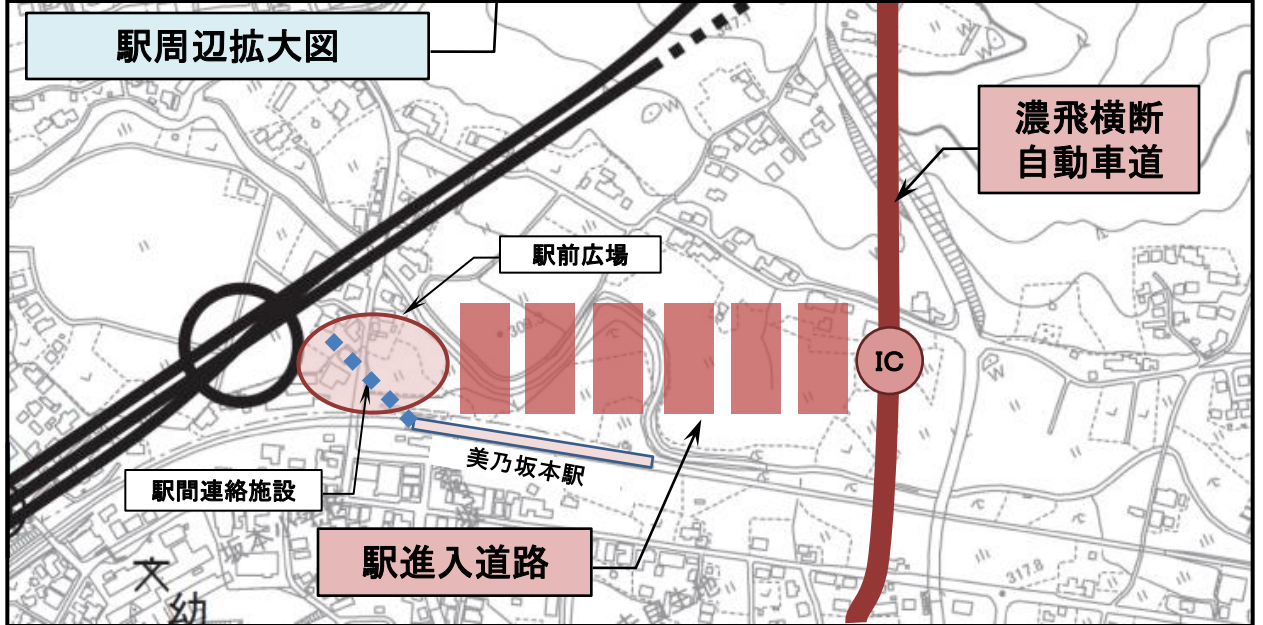 駅周辺拡大図
濃飛横断
自動車道
駅前広場
309.3
IC
美乃坂本駅
駅間連絡施設
駅進入道路
317.8
文
幼